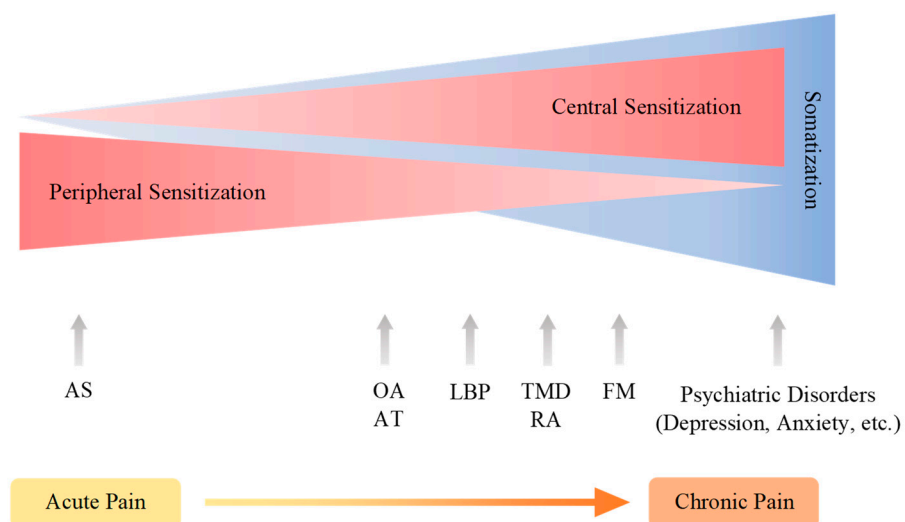 Central Sensitization
Somatization
Peripheral Sensitization
AS
OA
AT
LBP
TMD
RA
FM
Psychiatric Disorders
(Depression, Anxiety, etc.)
Acute Pain
Chronic Pain